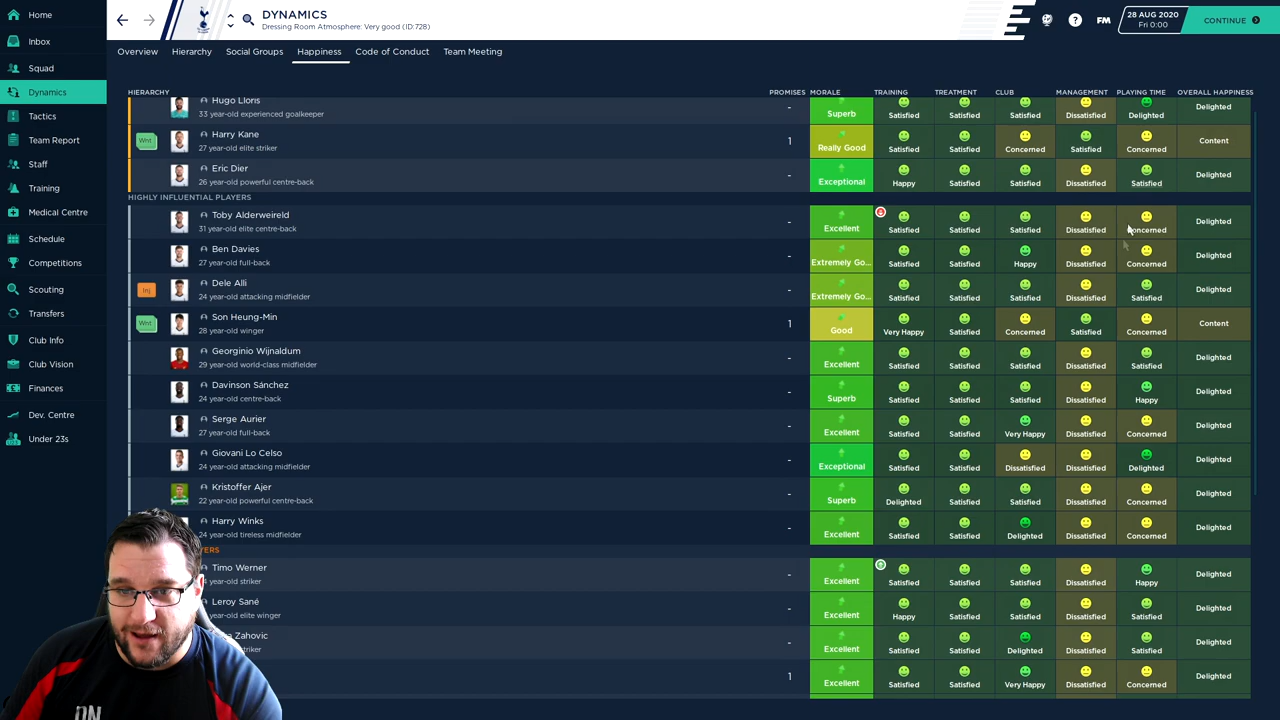 DYNAMICS
Dressing Room Atmosphere: Very good (ID:728)
FM
28 AUG 2020
Fri 0:00
CONTINUE
Home
Inbox
Squad
Dynamics
Tactics
Team Report
Staff
Training
Medical Centre
Schedule
Competitions
Scouting
Transfers
Club Info
Club Vision
Finances
Dev. Centre
Under 23s
Overview Hierarchy Social Groups Happiness Code of Conduct Team Meeting
HIERARCHY PROMISES MORALE TRAINING TREATMENT CLUB MANAGEMENT PLAYING TIME OVERALL HAPPINESS
Hugo Lloris
33 year-old experienced goalkeeper
- Superb Satisfied Satisfied Satisfied Dissatisfied Delighted Delighted
Wnt
Harry Kane
27 year-old elite striker
1 Really Good Satisfied Satisfied Concerned Satisfied Concerned Content
Eric Dier
26 year-old powerful centre-back
- Exceptional Happy Satisfied Satisfied Dissatisfied Satisfied Delighted
HIGHLY INFLUENTIAL PLAYERS
Toby Alderweireld
31 year-old elite centre-back
- Excellent Satisfied Satisfied Satisfied Dissatisfied Concerned Delighted
Ben Davies
27 year-old full-back
- Extremely Go... Satisfied Satisfied Happy Dissatisfied Concerned Delighted
Inj
Dele Alli
24 year-old attacking midfielder
- Extremely Go... Satisfied Satisfied Satisfied Dissatisfied Satisfied Delighted
Wnt
Son Heung-Min
28 year-old winger
1 Good Very Happy Satisfied Concerned Satisfied Concerned Content
Georginio Wijnaldum
29 year-old world-class midfielder
- Excellent Satisfied Satisfied Satisfied Dissatisfied Satisfied Delighted
Davinson Sánchez
24 year-old centre-back
- Superb Satisfied Satisfied Satisfied Dissatisfied Happy Delighted
Serge Aurier
27 year-old full-back
- Excellent Satisfied Satisfied Very Happy Dissatisfied Concerned Delighted
Giovani Lo Celso
24 year-old attacking midfielder
- Exceptional Satisfied Satisfied Dissatisfied Dissatisfied Delighted Delighted
Kristoffer Ajer
22 year-old powerful centre-back
- Superb Delighted Satisfied Satisfied Dissatisfied Concerned Delighted
Harry Winks
24 year-old tireless midfielder
- Excellent Satisfied Satisfied Delighted Dissatisfied Concerned Delighted
Timo Werner
year-old striker
- Excellent Satisfied Satisfied Satisfied Dissatisfied Happy Delighted
Leroy Sané
year-old elite winger
- Excellent Happy Satisfied Satisfied Dissatisfied Satisfied Delighted
Zahovic
striker
- Excellent Satisfied Satisfied Delighted Dissatisfied Satisfied Delighted
1 Excellent Satisfied Satisfied Very Happy Dissatisfied Concerned Delighted